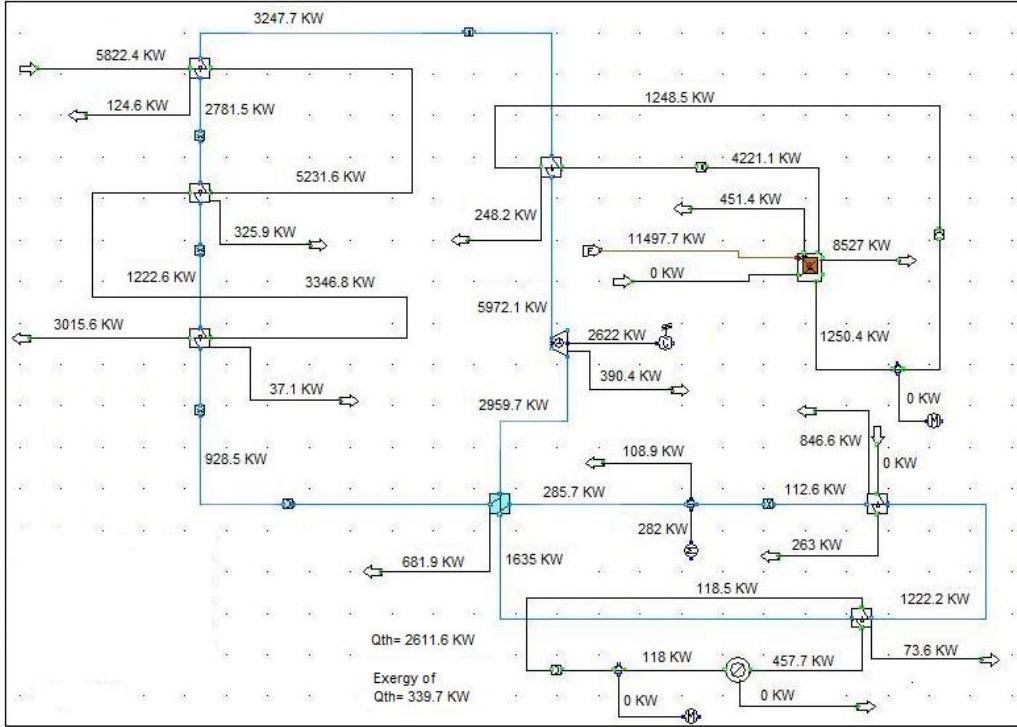 3247.7 KW
5822.4 KW
124.6 KW
2781.5 KW
1248.5 KW
4221.1 KW
5231.6 KW
451.4 KW
248.2 KW
325.9 KW
11497.7 KW
F
8527 KW
0 KW
1222.6 KW
3346.8 KW
5972.1 KW
3015.6 KW
2622 KW
G
1250.4 KW
390.4 KW
37.1 KW
0 KW
M
2959.7 KW
846.6 KW
108.9 KW
0 KW
928.5 KW
285.7 KW
112.6 KW
282 KW
M
263 KW
681.9 KW
1635 KW
118.5 KW
1222.2 KW
Qth= 2611.6 KW
73.6 KW
118 KW
457.7 KW
Exergy of
Qth= 339.7 KW
0 KW
0 KW
M